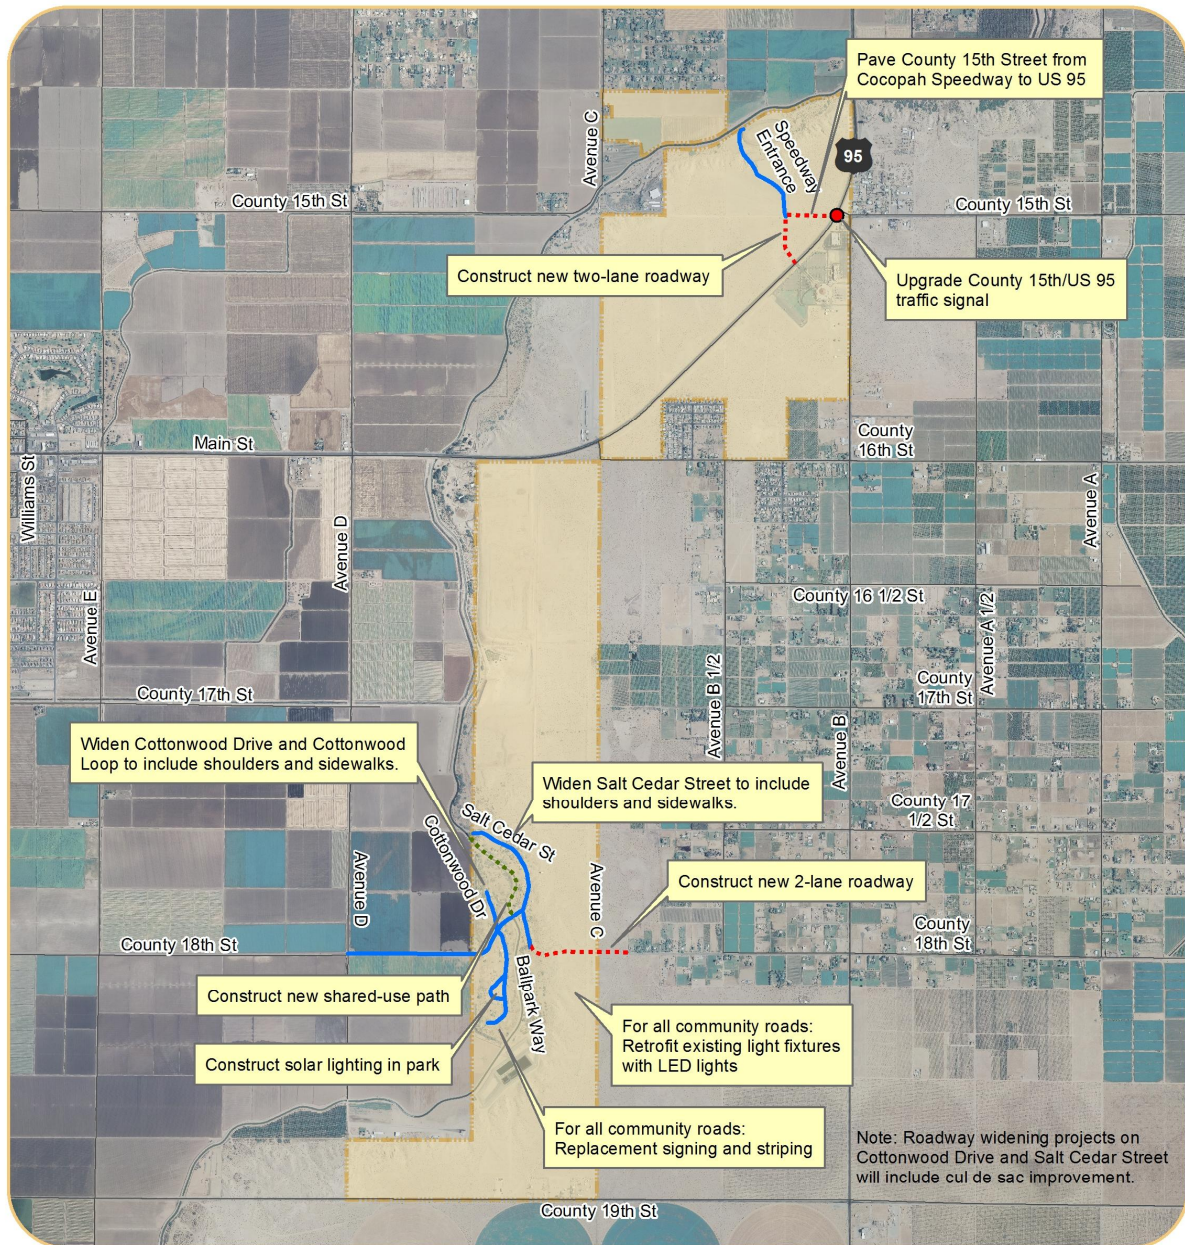 Pave County 15th Street from
Cocopah Speedway to US 95
Avenue C
Speedway
Entrance
95
County 15th St
County 15th St
Construct new two-lane roadway
Upgrade County 15th/US 95
traffic signal
Main St
County
16th St
Williams St
Avenue D
Avenue A
Avenue E
County 16 1/2 St
Avenue A 1/2
County 17th St
County
17th St
Avenue B 1/2
Avenue B
Widen Cottonwood Drive and Cottonwood
Loop to include shoulders and sidewalks.
Widen Salt Cedar Street to include
shoulders and sidewalks.
County 17
1/2 St
Salt Cedar St
Cottonwood Dr
Avenue D
Avenue C
Construct new 2-lane roadway
County 18th St
County
18th St
Ballpark Way
Construct new shared-use path
For all community roads:
Retrofit existing light fixtures
with LED lights
Construct solar lighting in park
For all community roads:
Replacement signing and striping
Note: Roadway widening projects on
Cottonwood Drive and Salt Cedar Street
will include cul de sac improvement.
County 19th St